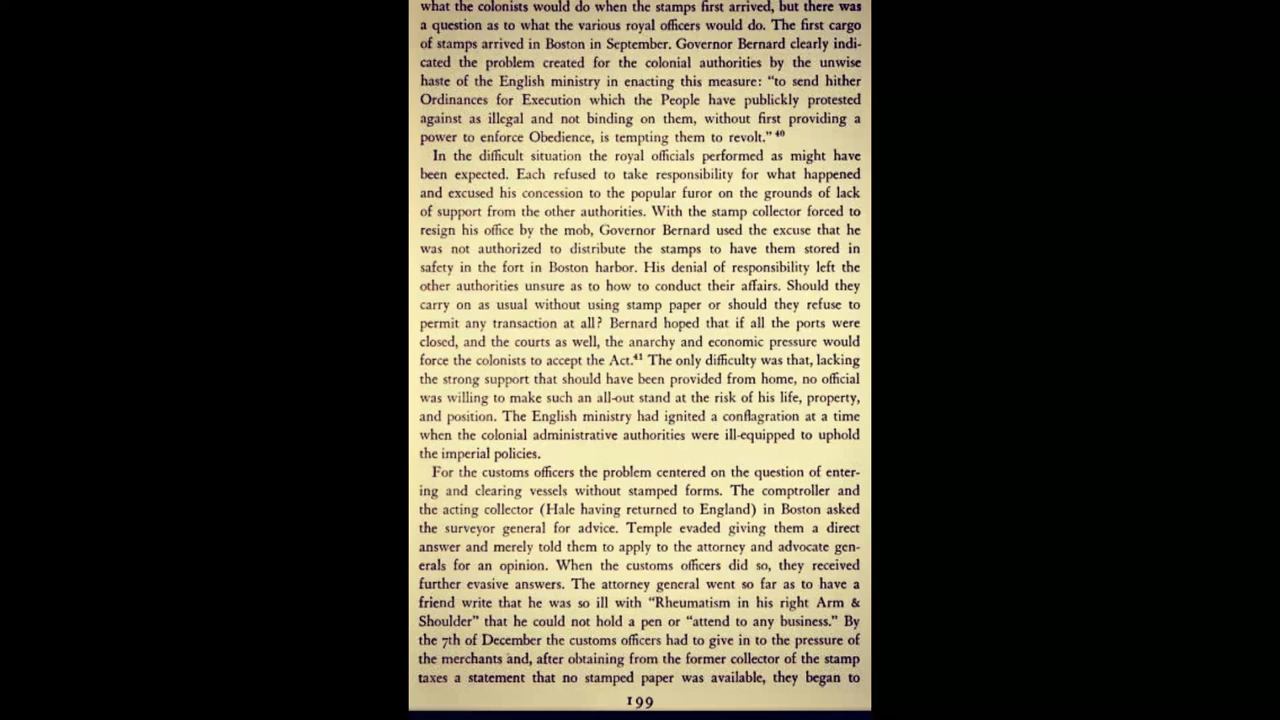 what the colonists would do when the stamps first arrived, but there was
a question as to what the various royal officers would do. The first cargo
of stamps arrived in Boston in September. Governor Bernard clearly indi-
cated the problem created for the colonial authorities by the unwise
haste of the English ministry in enacting this measure: “to send hither
Ordinances for Execution which the People have publickly protested
against as illegal and not binding on them, without first providing a
power to enforce Obedience, is tempting them to revolt.” 40
In the difficult situation the royal officials performed as might have
been expected. Each refused to take responsibility for what happened
and excused his concession to the popular furor on the grounds of lack
of support from the other authorities. With the stamp collector forced to
resign his office by the mob, Governor Bernard used the excuse that he
was not authorized to distribute the stamps to have them stored in
safety in the fort in Boston harbor. His denial of responsibility left the
other authorities unsure as to how to conduct their affairs. Should they
carry on as usual without using stamp paper or should they refuse to
permit any transaction at all? Bernard hoped that if all the ports were
closed, and the courts as well, the anarchy and economic pressure would
force the colonists to accept the Act.41 The only difficulty was that, lacking
the strong support that should have been provided from home, no official
was willing to make such an all-out stand at the risk of his life, property,
and position. The English ministry had ignited a conflagration at a time
when the colonial administrative authorities were ill-equipped to uphold
the imperial policies.
For the customs officers the problem centered on the question of enter-
ing and clearing vessels without stamped forms. The comptroller and
the acting collector (Hale having returned to England) in Boston asked
the surveyor general for advice. Temple evaded giving them a direct
answer and merely told them to apply to the attorney and advocate gen-
erals for an opinion. When the customs officers did so, they received
further evasive answers. The attorney general went so far as to have a
friend write that he was so ill with “Rheumatism in his right Arm &
Shoulder” that he could not hold a pen or “attend to any business.” By
the 7th of December the customs officers had to give in to the pressure of
the merchants and, after obtaining from the former collector of the stamp
taxes a statement that no stamped paper was available, they began to
199